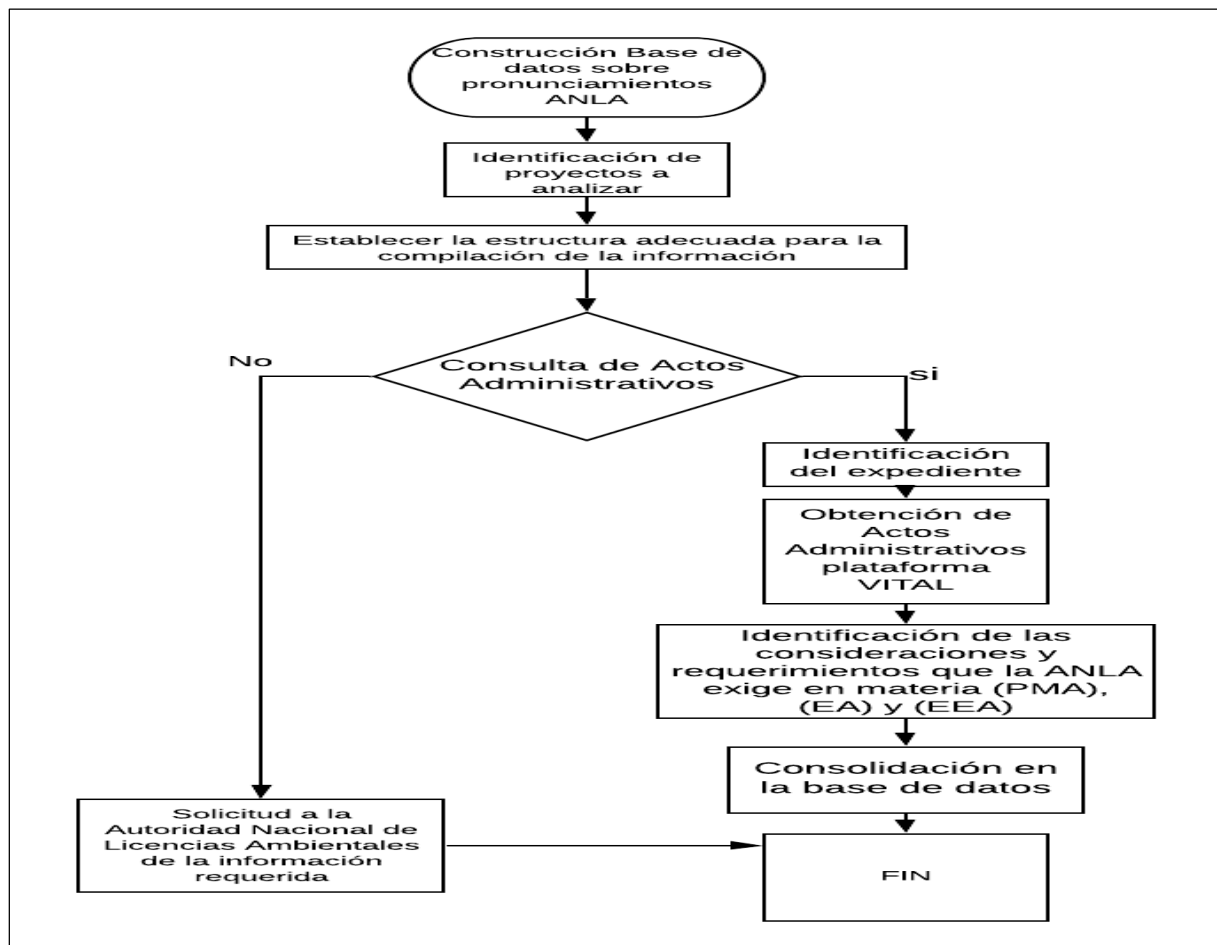 Construcción Base de
datos sobre
pronunciamientos
ANLA
Identificación de
proyectos a
analizar
Establecer la estructura adecuada para la
compilación de la información
Consulta de Actos
Administrativos
No
si
Identificación
del expediente
Obtención de
Actos
Administrativos
plataforma
VITAL
Identificación de las
consideraciones y
requerimientos que la ANLA
exige en materia (PMA),
(EA) y (EEA)
Consolidación en
la base de datos
Solicitud a la
Autoridad Nacional de
Licencias Ambientales
de la información
requerida
FIN